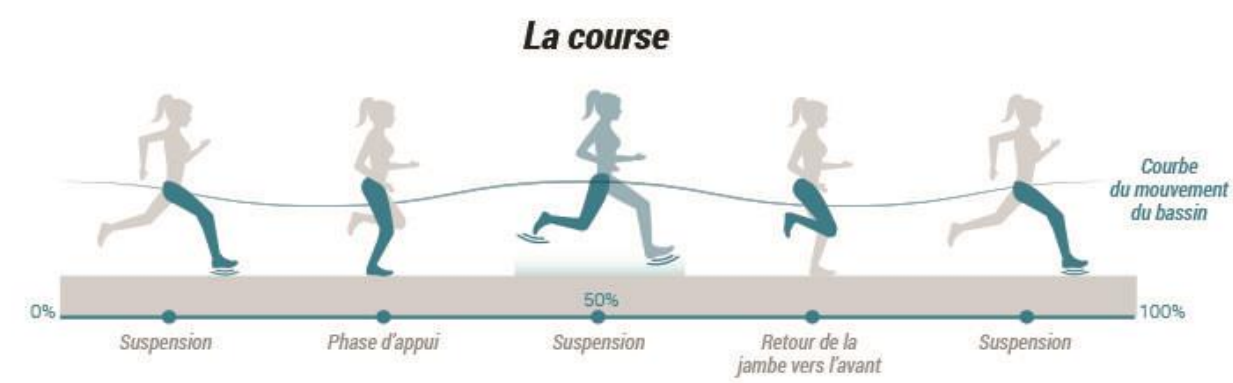 La course
Courbe
du mouvement
du bassin
0%
50%
100%
Suspension
Phase d'appui
Suspension
Retour de la
jambe vers l'avant
Suspension